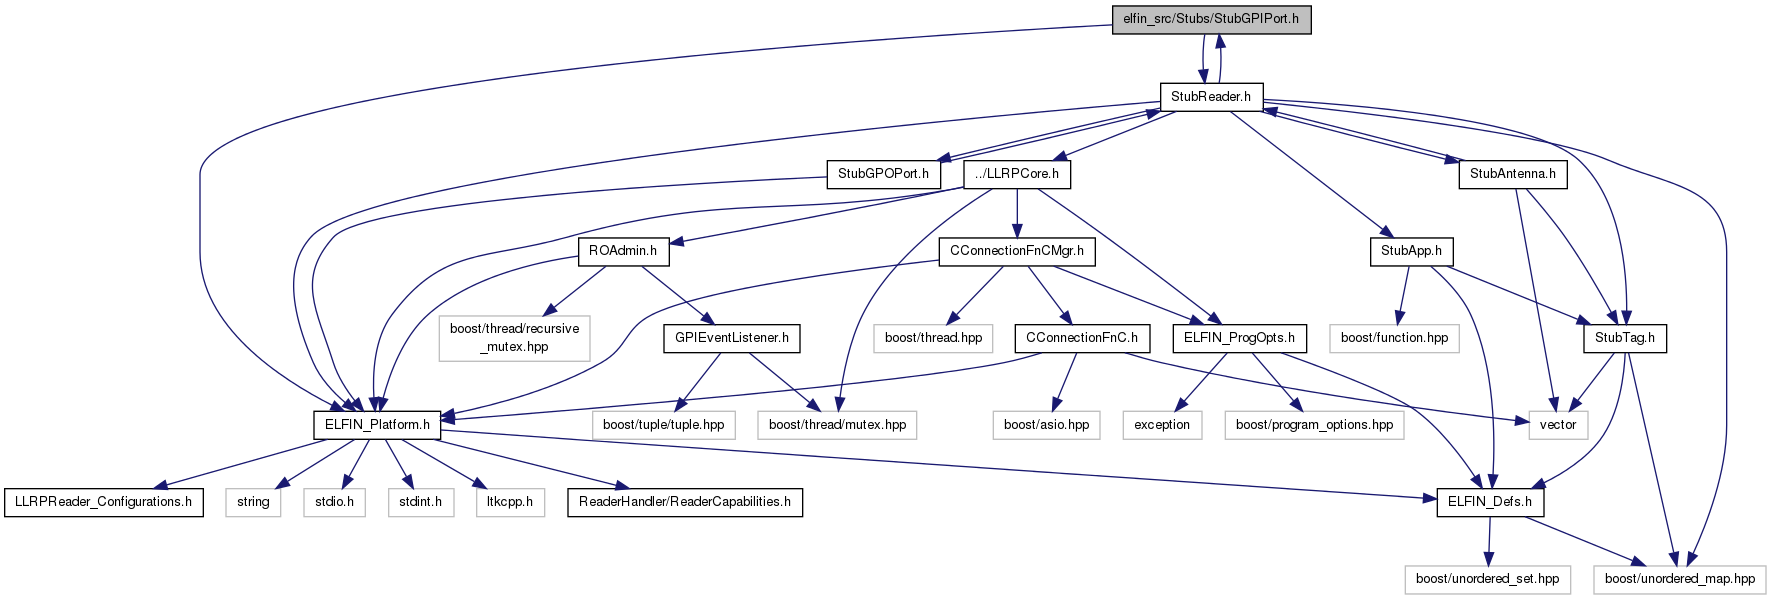 elfin_src/Stubs/StubGPIPort.h
StubReader.h
StubGPOPort.h
../LLRPCore.h
StubAntenna.h
ROAdmin.h
CConnectionFnCMgr.h
StubApp.h
boost/thread/recursive
_mutex.hpp
GPIEventListener.h
boost/thread.hpp
CConnectionFnC.h
ELFIN_ProgOpts.h
boost/function.hpp
StubTag.h
ELFIN_Platform.h
boost/tuple/tuple.hpp
boost/thread/mutex.hpp
boost/asio.hpp
exception
boost/program_options.hpp
vector
LLRPReader_Configurations.h
string
stdio.h
stdint.h
ltkcpp.h
ReaderHandler/ReaderCapabilities.h
ELFIN_Defs.h
boost/unordered_set.hpp
boost/unordered_map.hpp